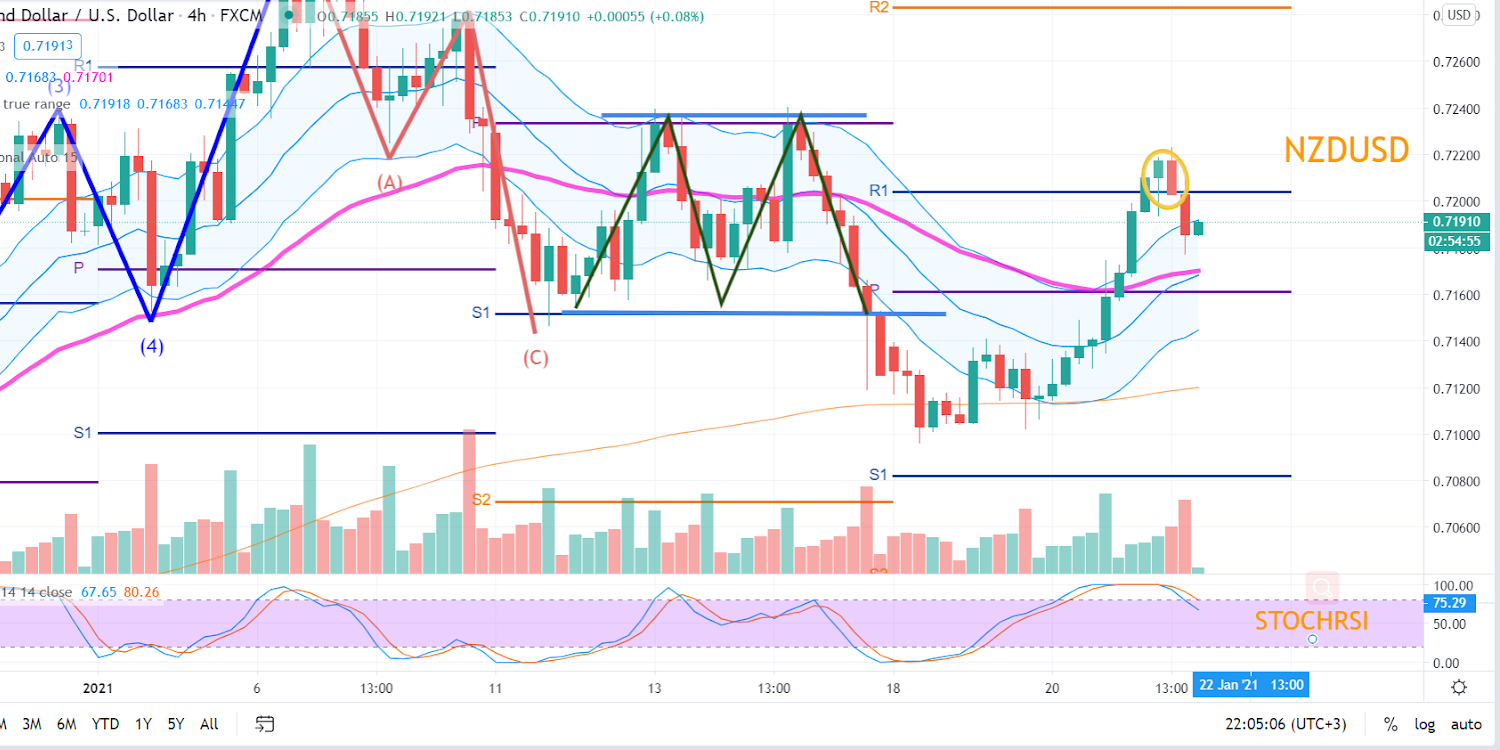 nd Dollar / U.S. Dollar · 4h · FXCM O0.71855 H0.71921 L0.71853 C0.71910 +0.00055 (+0.08%)
3 0.71913
0.71683 0.71701
true range 0.71918 0.71683 0.71447
onal Auto 15
R1
(3)
P
(4)
S1
(A)
P
S1
(C)
S2
R2
R1
P
S1
S3
NZDUSD
USD
0.72600
0.72400
0.72200
0.72000
0.71910
02:54:55
0.71600
0.71400
0.71200
0.71000
0.70800
0.70600
14 14 close 67.65 80.26
STOCHRSI
100.00
75.29
50.00
0.00
2021 6 13:00 11 13 13:00 18 20 13:00 22 Jan '21 13:00
M 3M 6M YTD 1Y 5Y All 22:05:06 (UTC+3) % log auto